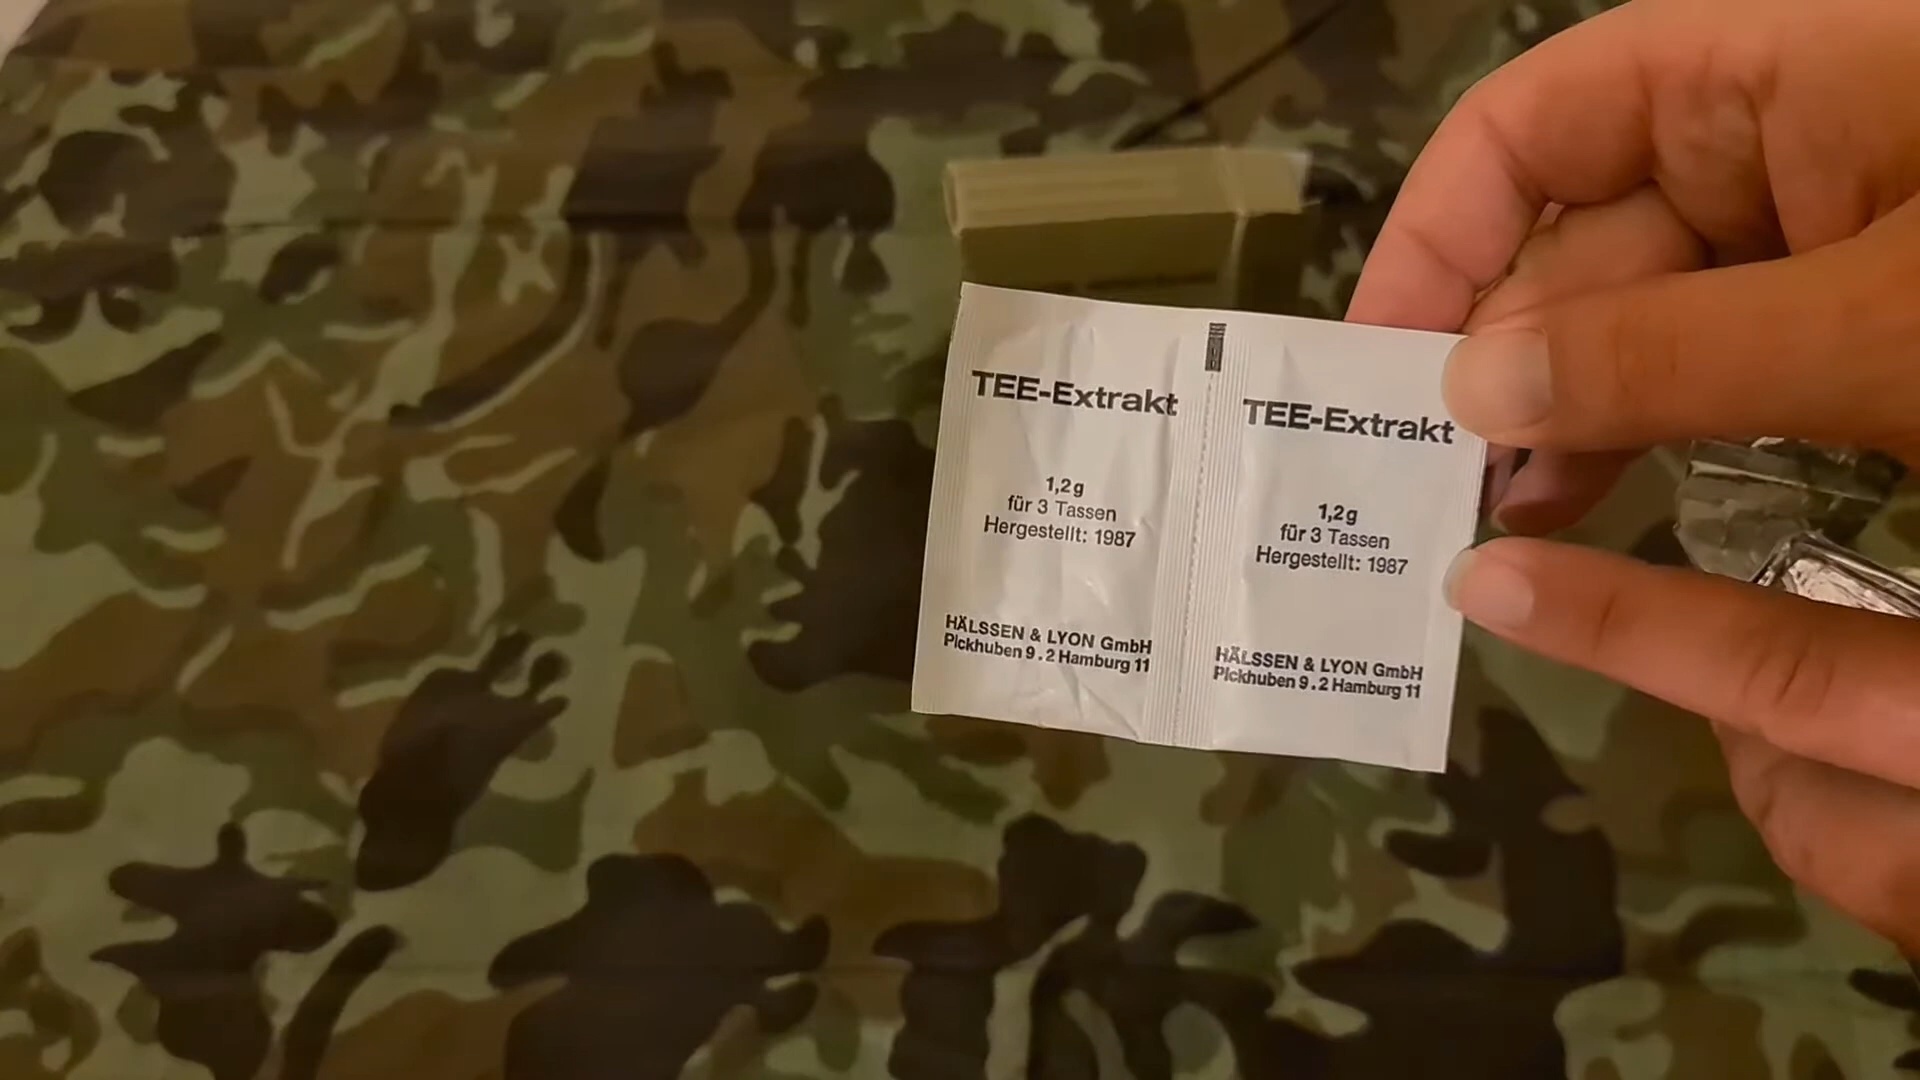 TEE-Extrakt
1,2g
für 3 Tassen
Hergestellt: 1987
HÄLSSEN & LYON GmbH
Pickhuben 9 . 2 Hamburg 11
TEE-Extrakt
1,2g
für 3 Tassen
Hergestellt: 1987
HÄLSSEN & LYON GmbH
Pickhuben 9 . 2 Hamburg 11